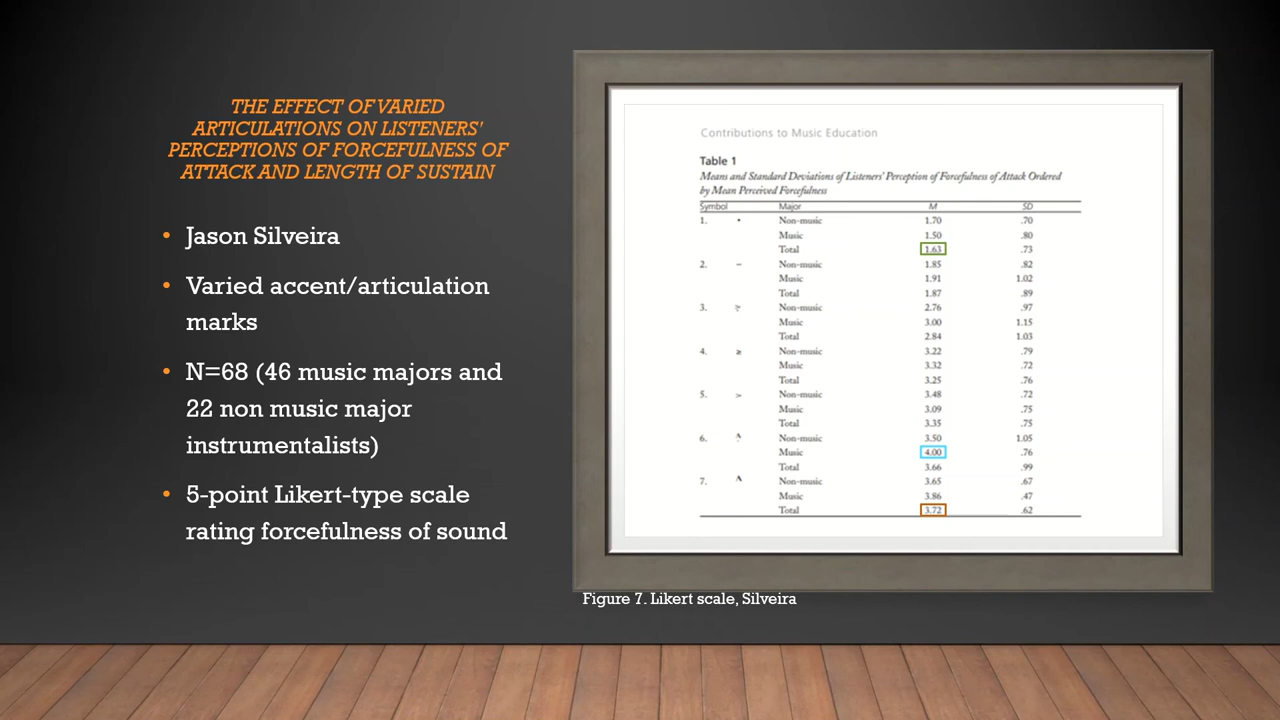 THE EFFECT OF VARIED
ARTICULATIONS ON LISTENERS'
PERCEPTIONS OF FORCEFULNESS OF
ATTACK AND LENGTH OF SUSTAIN
• Jason Silveira
• Varied accent/articulation
marks
• N=68 (46 music majors and
22 non music major
instrumentalists)
• 5-point Likert-type scale
rating forcefulness of sound
Contributions to Music Education
Table 1
Means and Standard Deviations of Listeners' Perception of Forcefulness of Attack Ordered
by Mean Perceived Forcefulness
Symbol Major M SD
1. • Non-music 1.70 .70
Music 1.50 .80
Total 1.63 .73
2. – Non-music 1.85 .82
Music 1.91 1.02
Total 1.87 .89
3. Non-music 2.76 .97
Music 3.00 1.15
Total 2.84 1.03
4. Non-music 3.22 .79
Music 3.32 .72
Total 3.25 .76
5. > Non-music 3.48 .72
Music 3.09 .75
Total 3.35 .75
6. Non-music 3.50 1.05
Music 4.00 .76
Total 3.66 .99
7. ^ Non-music 3.65 .67
Music 3.86 .47
Total 3.72 .62
Figure 7. Likert scale, Silveira